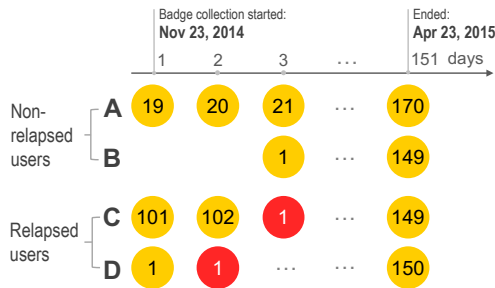 Badge collection started:
Nov 23, 2014
Ended:
Apr 23, 2015
1 2 3 ... 151 days
Non-
relapsed
users
A 19 20 21 ... 170
B 1 ... 149
Relapsed
users
C 101 102 1 ... 149
D 1 1 ... ... 150